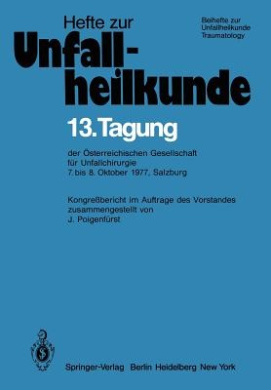 Hefte zur
Beihefte zur
Unfallheilkunde
Traumatology
Unfall-
heilkunde
13. Tagung
der Österreichischen Gesellschaft
für Unfallchirurgie
7. bis 8. Oktober 1977, Salzburg
Kongreßbericht im Auftrage des Vorstandes
zusammengestellt von
J. Poigenfürst
Springer-Verlag Berlin Heidelberg New York